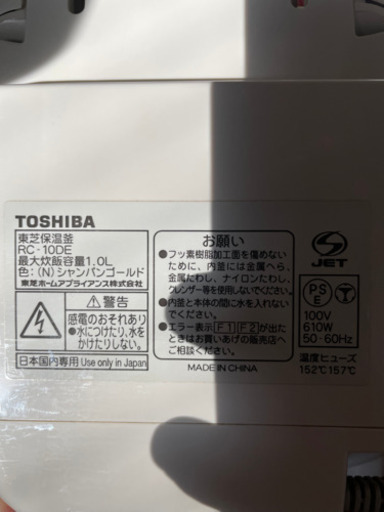 TOSHIBA
東芝保温釜
RC-10DE
最大炊飯容量1.0L
色：(N)シャンパンゴールド
東芝ホームアプライアンス株式会社
警告
感電のおそれあり
●水につけたり、水を
かけたりしない。
日本国内専用 Use only in Japan
お願い
●フッ素樹脂加工面を傷めない
ために、内釜には金属へら、
金属たわし、ナイロンたわし、
クレンザー等を使用しないでください。
●内釜と本体の間に水を入れない
でください。
●エラー表示 F1 F2 が出た
ときはお買いあげの販売店へ
ご相談ください。
MADE IN CHINA
JET
PS
E
100V
610W
50-60Hz
温度ヒューズ
152℃157℃